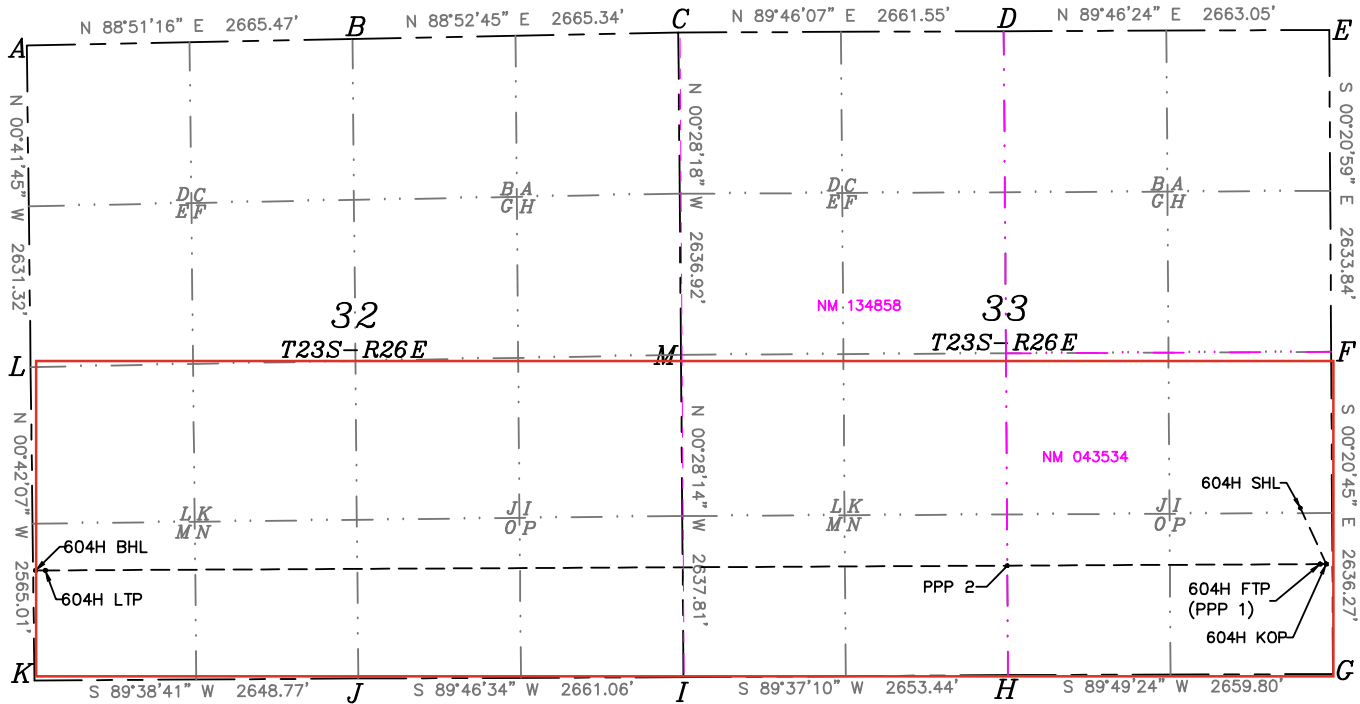 N 88°51'16" E 2665.47'
N 88°52'45" E 2665.34'
N 89°46'07" E 2661.55'
N 89°46'24" E 2663.05'
A
B
C
D
E
N 00°41'45" W 2631.32'
N 00°28'18" W 2636.92'
S 00°20'59" E 2633.84'
D C
E F
B A
G H
D C
E F
B A
G H
NM 134858
32
T23S-R26E
33
T23S-R26E
L
M
F
N 00°42'07" W 2565.01'
N 00°28'14" W 2637.81'
S 00°20'45" E 2636.27'
NM 043534
604H SHL
L K
M N
J I
O P
L K
M N
J I
O P
604H BHL
604H LTP
PPP 2
604H FTP
(PPP 1)
604H KOP
K
J
I
H
G
S 89°38'41" W 2648.77'
S 89°46'34" W 2661.06'
S 89°37'10" W 2653.44'
S 89°49'24" W 2659.80'